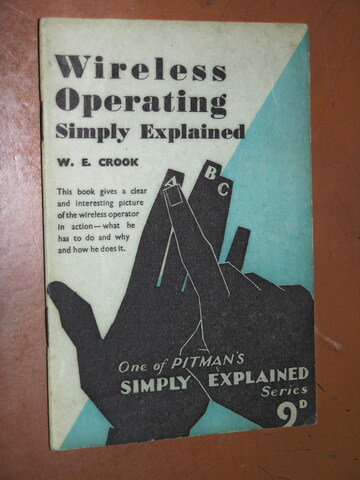 Wireless
Operating
Simply Explained
W. E. CROOK
This book gives a clear
and interesting picture
of the wireless operator
in action—what he
has to do and why
and how he does it.
A
B
C
One of PITMAN'S
SIMPLY EXPLAINED
Series
9D